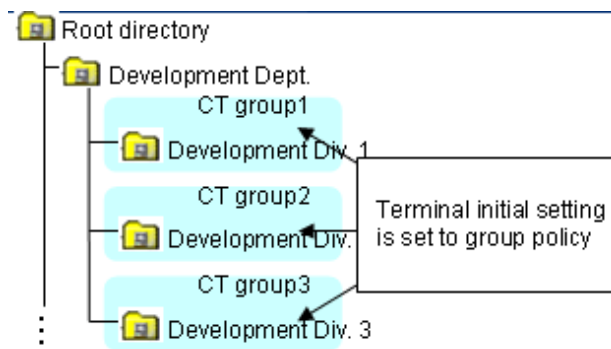 Root directory
Development Dept.
CT group1
Development Div. 1
CT group2
Development Div.
CT group3
Development Div. 3
Terminal initial setting
is set to group policy